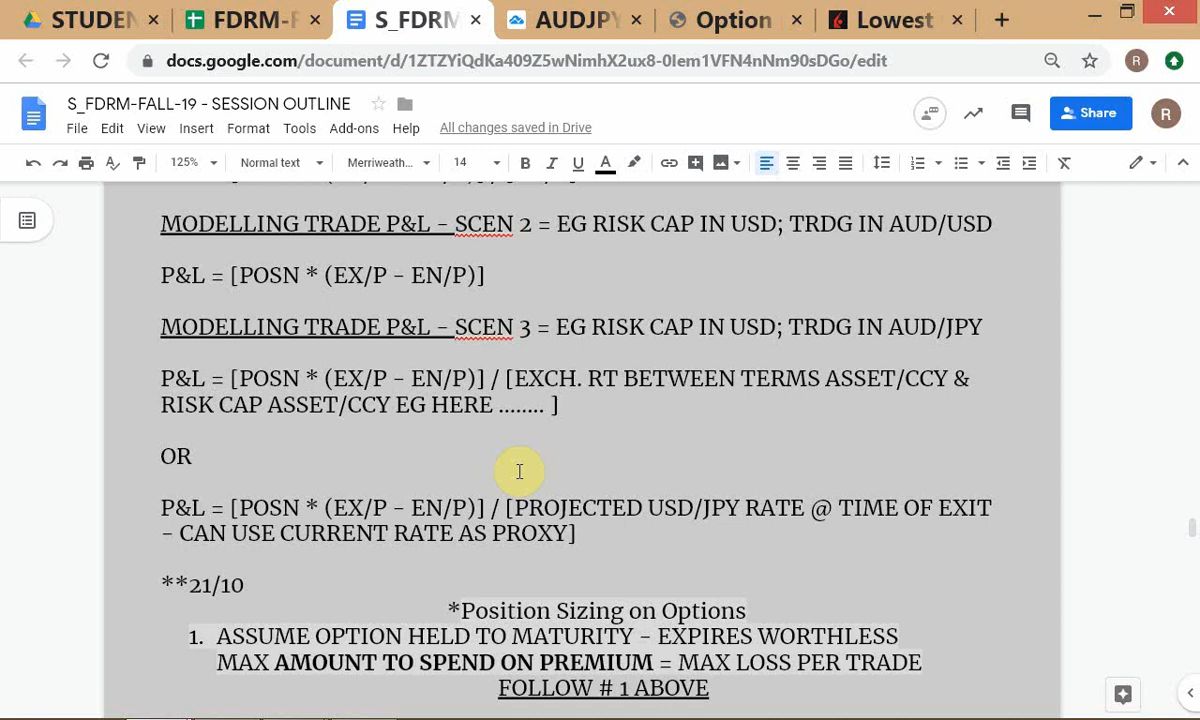 STUDEN
FDRM-F
S_FDRM
AUDJPY
Option
Lowest
docs.google.com/document/d/1ZTZYiQdKa409Z5wNimhX2ux8-0Iem1VFN4nNm90sDGo/edit
R
S_FDRM-FALL-19 - SESSION OUTLINE
File Edit View Insert Format Tools Add-ons Help All changes saved in Drive
Share
R
125% Normal text Merriweath... 14 B I U A
MODELLING TRADE P&L - SCEN 2 = EG RISK CAP IN USD; TRDG IN AUD/USD
P&L = [POSN * (EX/P - EN/P)]
MODELLING TRADE P&L - SCEN 3 = EG RISK CAP IN USD; TRDG IN AUD/JPY
P&L = [POSN * (EX/P - EN/P)] / [EXCH. RT BETWEEN TERMS ASSET/CCY &
RISK CAP ASSET/CCY EG HERE ........ ]
OR
P&L = [POSN * (EX/P - EN/P)] / [PROJECTED USD/JPY RATE @ TIME OF EXIT
- CAN USE CURRENT RATE AS PROXY]
**21/10
*Position Sizing on Options
1. ASSUME OPTION HELD TO MATURITY - EXPIRES WORTHLESS
MAX AMOUNT TO SPEND ON PREMIUM = MAX LOSS PER TRADE
FOLLOW # 1 ABOVE